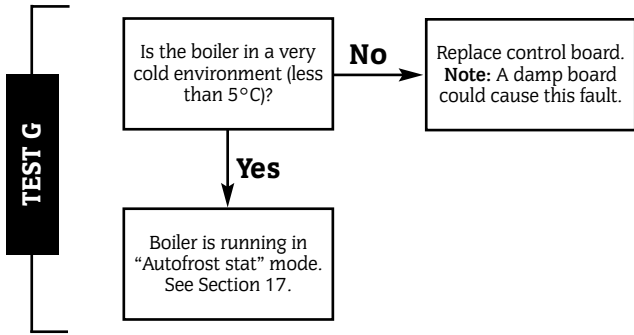 TEST G
Is the boiler in a very
cold environment (less
than 5°C)?
No
Replace control board.
Note: A damp board
could cause this fault.
Yes
Boiler is running in
“Autofrost stat” mode.
See Section 17.